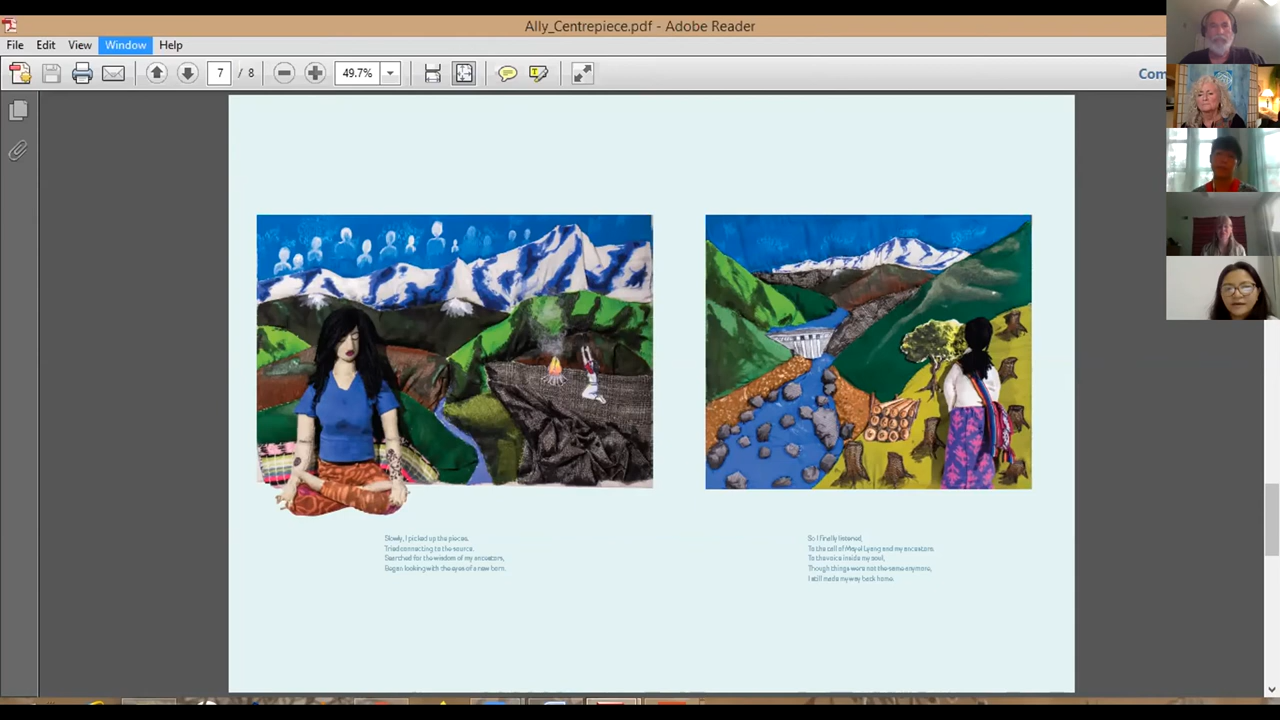 Ally_Centrepiece.pdf - Adobe Reader
File Edit View Window Help
7 / 8 49.7% Com
Slowly, I picked up the pieces.
Tried connecting to the source.
Searched for the wisdom of my ancestors,
Began looking with the eyes of a new born.
So I finally listened,
To the call of Mayel Lyang and my ancestors.
To the voice inside my soul,
Though things were not the same anymore,
I still made my way back home.